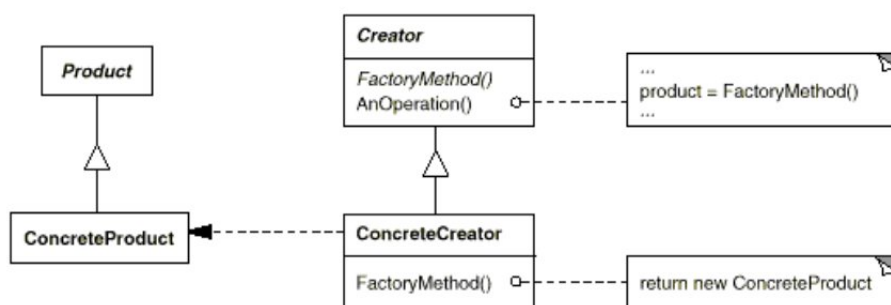 Product
ConcreteProduct
Creator
FactoryMethod()
AnOperation()
...
product = FactoryMethod()
...
ConcreteCreator
FactoryMethod()
return new ConcreteProduct